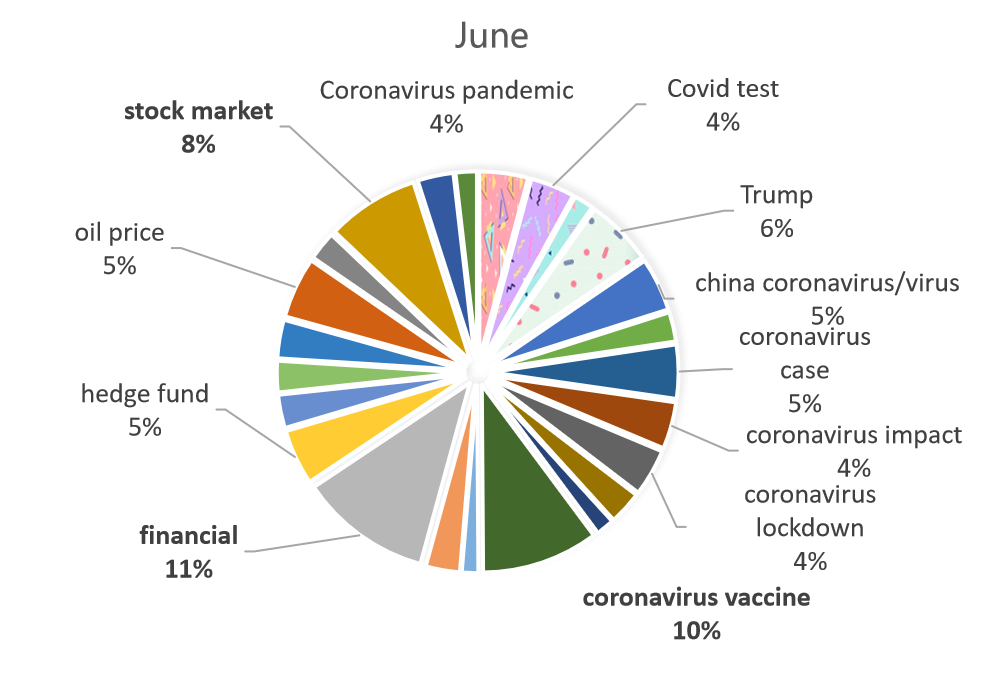 June
Coronavirus pandemic
4%
Covid test
4%
Trump
6%
china coronavirus/virus
5%
coronavirus
case
5%
coronavirus impact
4%
coronavirus
lockdown
4%
coronavirus vaccine
10%
financial
11%
hedge fund
5%
oil price
5%
stock market
8%